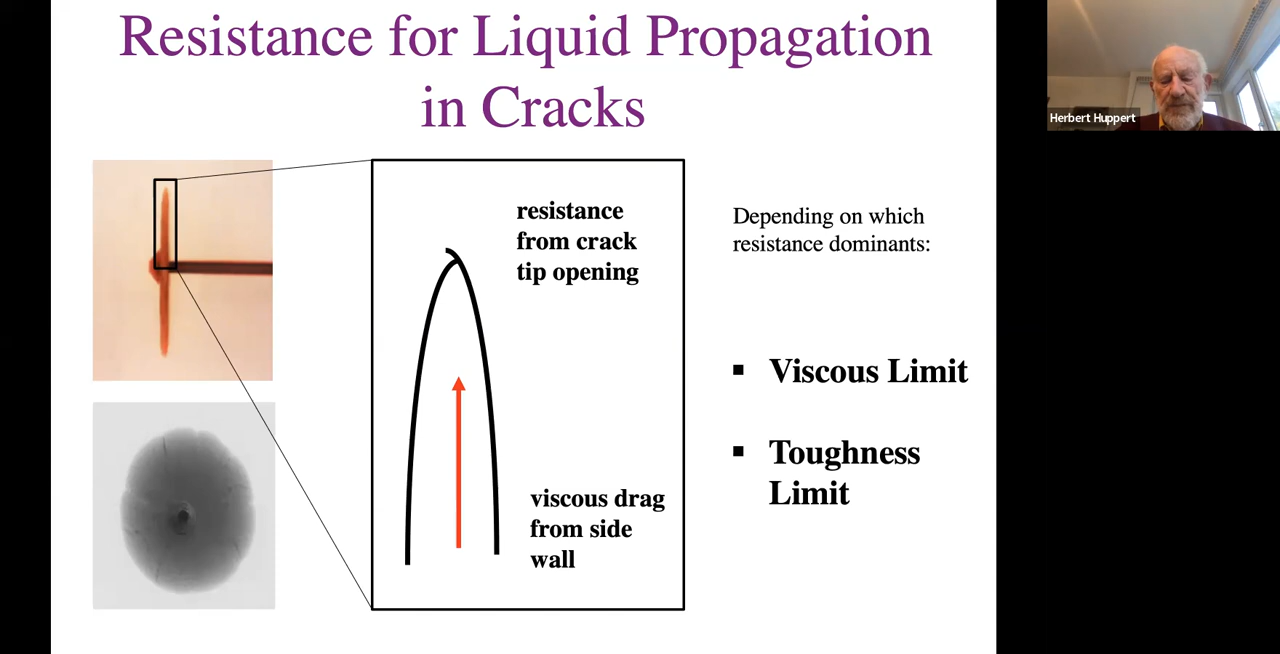 Resistance for Liquid Propagation
in Cracks
Herbert Huppert
resistance
from crack
tip opening
viscous drag
from side
wall
Depending on which
resistance dominants:
▪ Viscous Limit
▪ Toughness
Limit